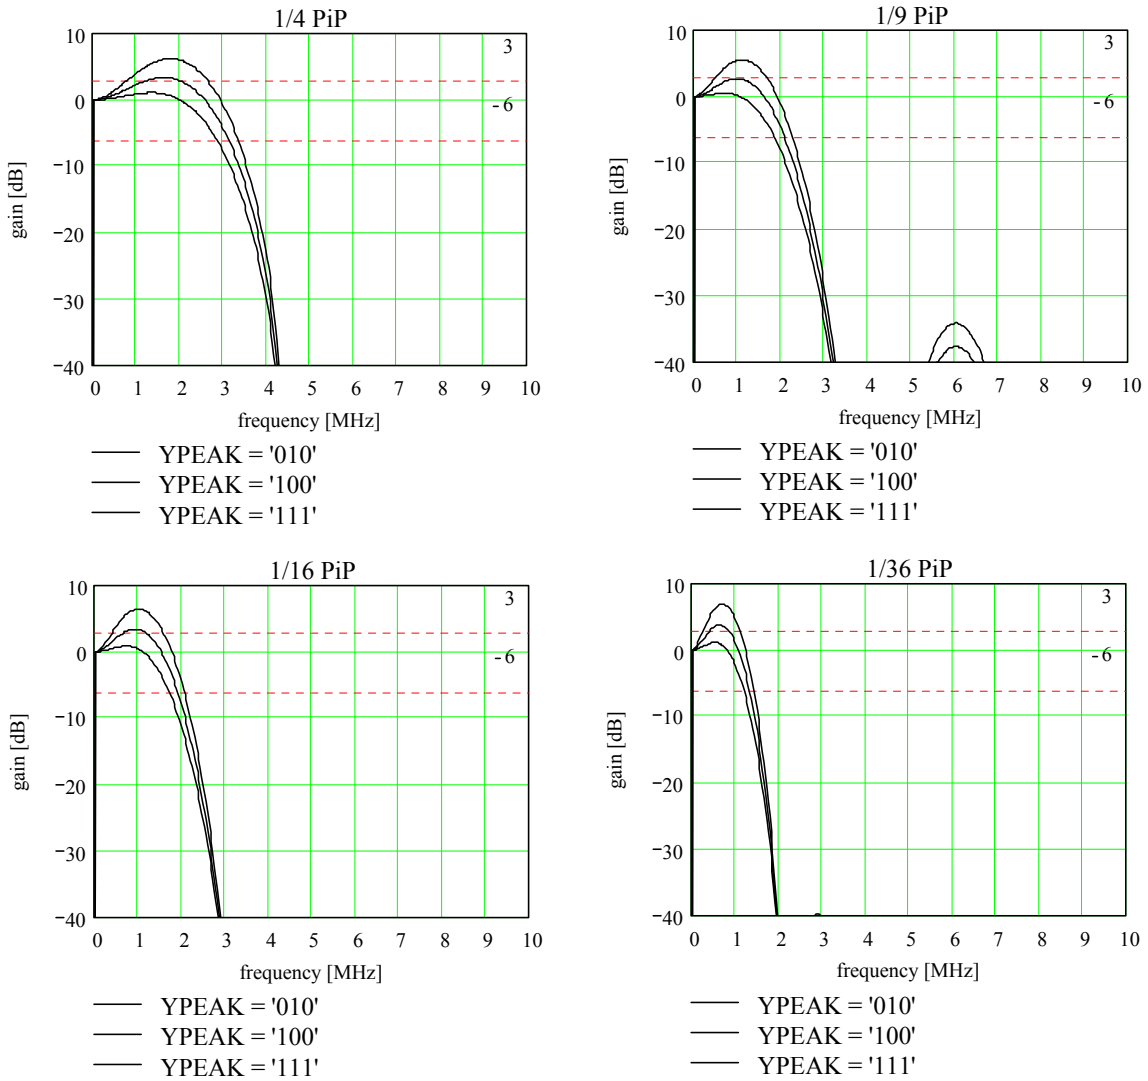 1/4 PiP
10
0
−10
−20
−30
−40
gain [dB]
3
-6
0 1 2 3 4 5 6 7 8 9 10
frequency [MHz]
YPEAK = '010'
YPEAK = '100'
YPEAK = '111'
1/9 PiP
10
0
−10
−20
−30
−40
gain [dB]
3
-6
0 1 2 3 4 5 6 7 8 9 10
frequency [MHz]
YPEAK = '010'
YPEAK = '100'
YPEAK = '111'
1/16 PiP
10
0
−10
−20
−30
−40
gain [dB]
3
-6
0 1 2 3 4 5 6 7 8 9 10
frequency [MHz]
YPEAK = '010'
YPEAK = '100'
YPEAK = '111'
1/36 PiP
10
0
−10
−20
−30
−40
gain [dB]
3
-6
0 1 2 3 4 5 6 7 8 9 10
frequency [MHz]
YPEAK = '010'
YPEAK = '100'
YPEAK = '111'